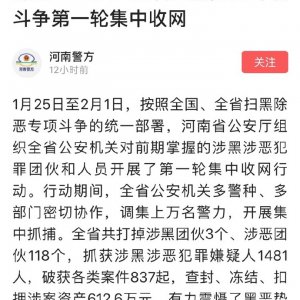 斗争第一轮集中收网
河南警方
河南警方
12小时前
关注
1月25日至2月1日，按照全国、全省扫黑除
恶专项斗争的统一部署，河南省公安厅组
织全省公安机关对前期掌握的涉黑涉恶犯
罪团伙和人员开展了第一轮集中收网行
动。行动期间，全省公安机关多警种、多
部门密切协作，调集上万名警力，开展集
中抓捕。全省共打掉涉黑团伙3个、涉恶团
伙118个，抓获涉黑涉恶犯罪嫌疑人1481
人，破获各类案件837起，查封、冻结、扣
押涉案资产612.6万元，有力震慑了黑恶势